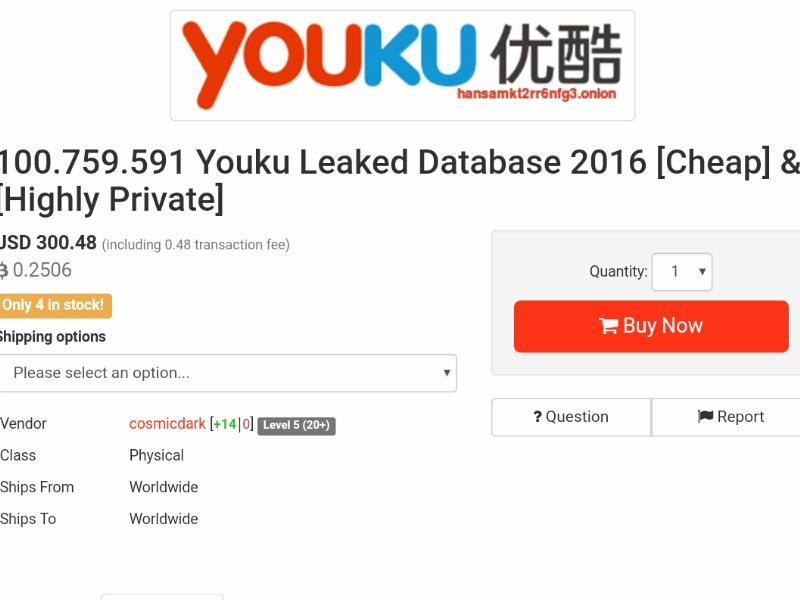 YOUKU 优酷
hansamkt2rr6nfg3.onion
100.759.591 Youku Leaked Database 2016 [Cheap] &
[Highly Private]
USD 300.48 (including 0.48 transaction fee)
฿ 0.2506
Only 4 in stock!
Shipping options
Please select an option...
Quantity: 1
Buy Now
? Question
Report
Vendor cosmicdark [+14|0] Level 5 (20+)
Class Physical
Ships From Worldwide
Ships To Worldwide